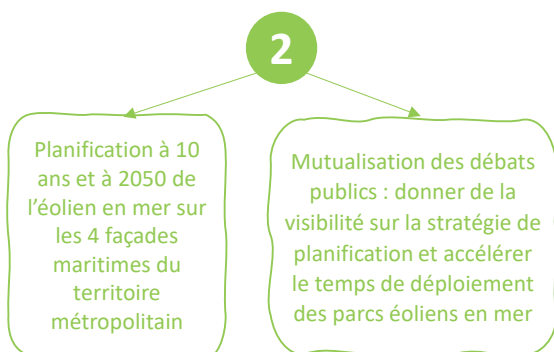 2
Planification à 10
ans et à 2050 de
l'éolien en mer sur
les 4 façades
maritimes du
territoire
métropolitain
Mutualisation des débats
publics : donner de la
visibilité sur la stratégie de
planification et accélérer
le temps de déploiement
des parcs éoliens en mer